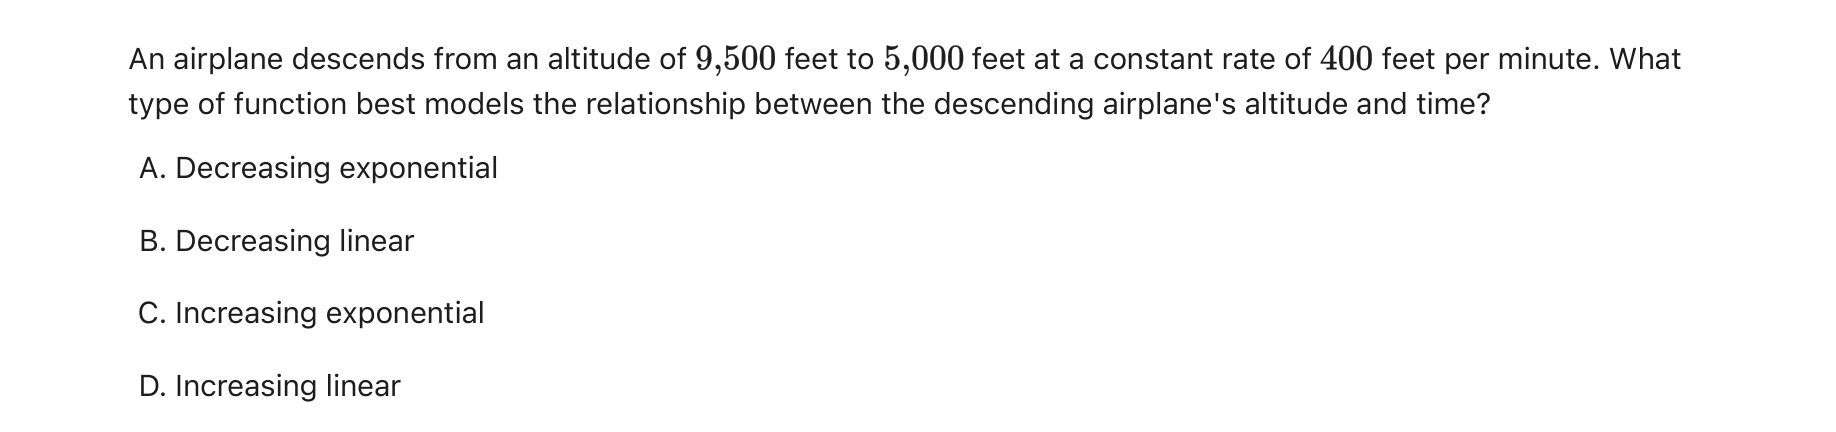 An airplane descends from an altitude of 9,500 feet to 5,000 feet at a constant rate of 400 feet per minute. What
type of function best models the relationship between the descending airplane's altitude and time?
A. Decreasing exponential
B. Decreasing linear
C. Increasing exponential
D. Increasing linear